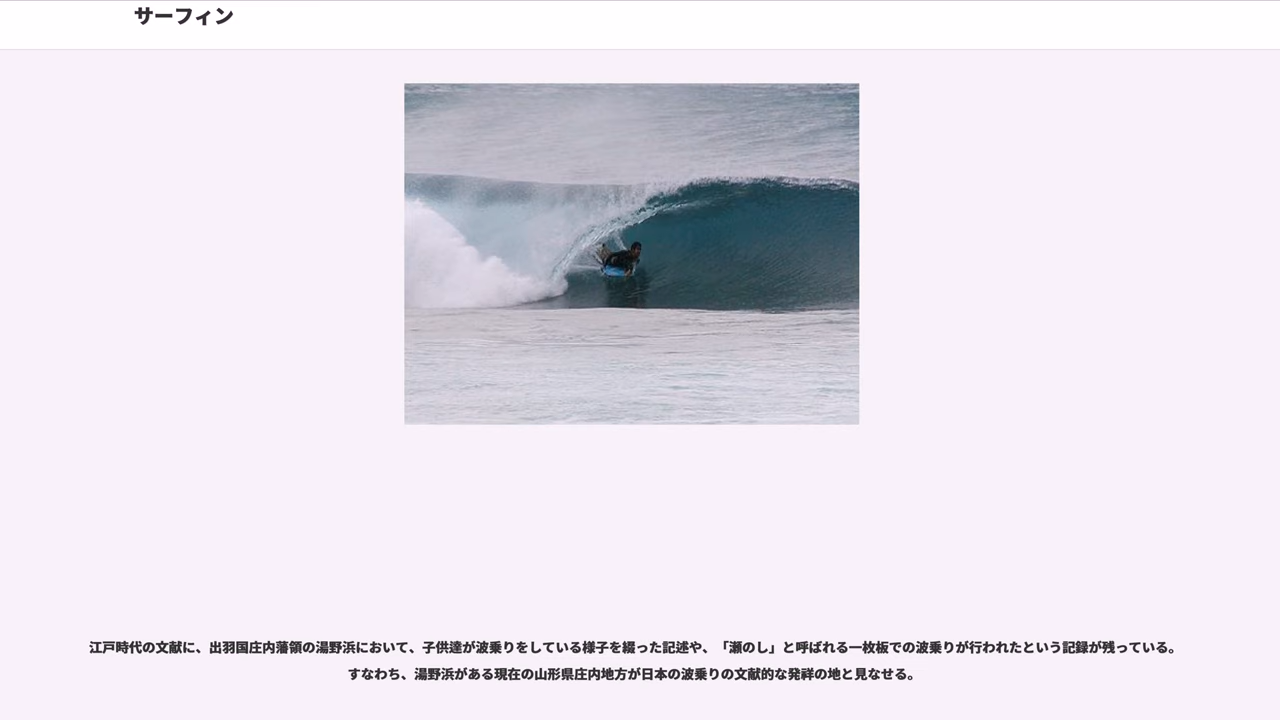 サーフィン
江戸時代の文献に、出羽国庄内藩領の湯野浜において、子供達が波乗りをしている様子を綴った記述や、「瀬のし」と呼ばれる一枚板での波乗りが行われたという記録が残っている。
すなわち、湯野浜がある現在の山形県庄内地方が日本の波乗りの文献的な発祥の地と見なせる。